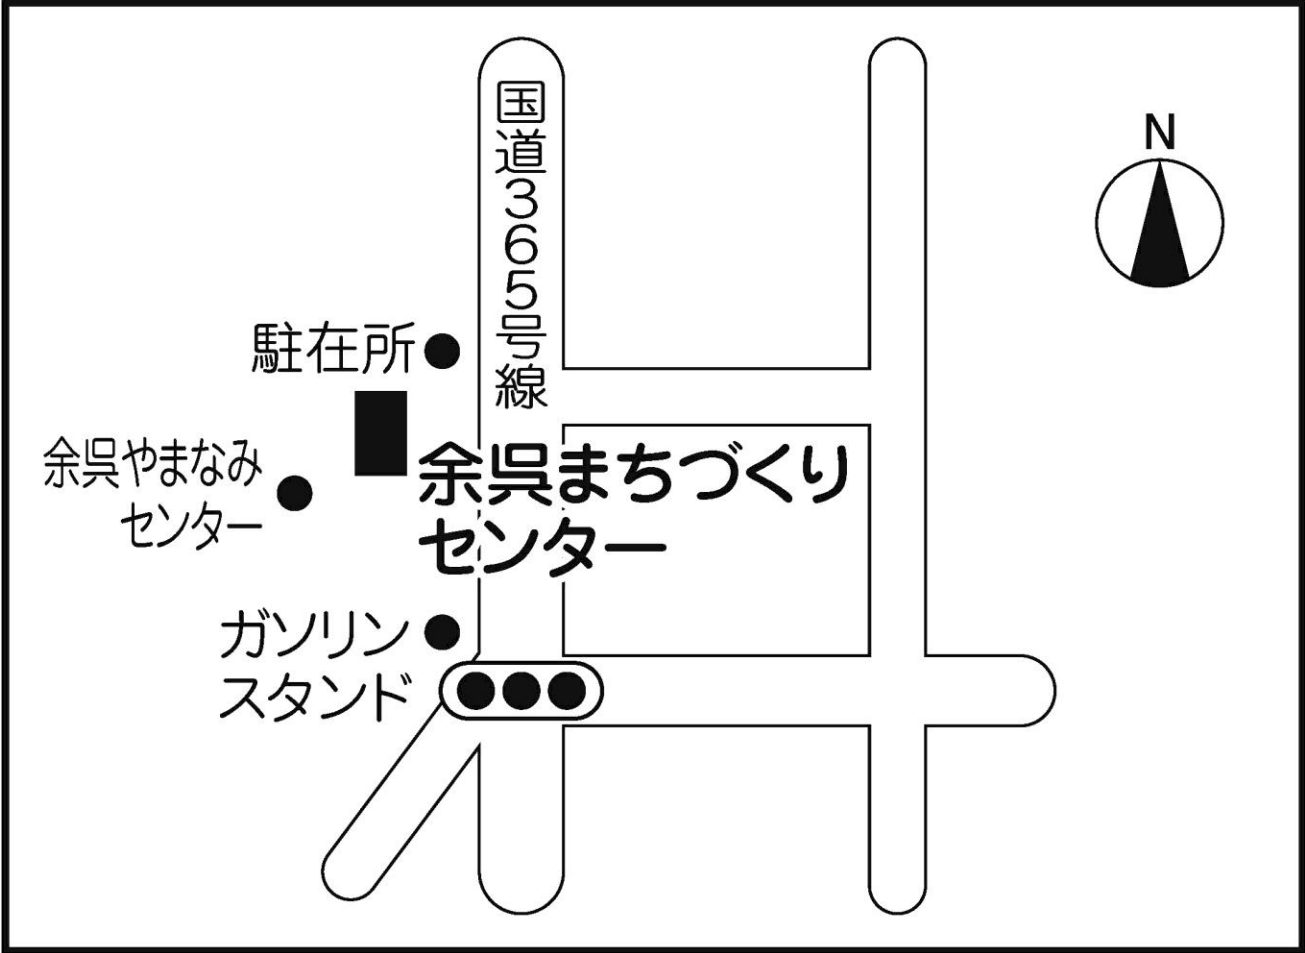 国道365号線
N
駐在所
余呉やまなみ
センター
余呉まちづくり
センター
ガソリン
スタンド